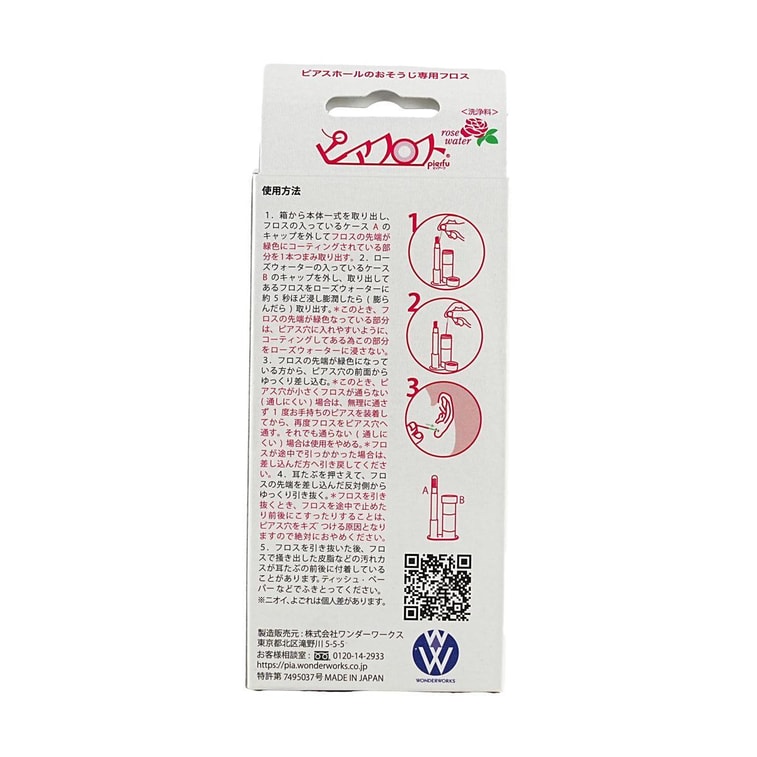 ピアスホールのおそうじ専用フロス
<洗浄料>
ピアフロス®
rose
water
pierfu
ピィアーフ
使用方法
1. 箱から本体一式を取り出し、
フロスの入っているケース A の
キャップを外してフロスの先端が
緑色にコーティングされている部
分を1本つまみ取り出す。2. ロー
ズウォーターの入っているケース
B のキャップを外し、取り出して
あるフロスをローズウォーターに
約 5 秒ほど浸し膨潤したら ( 膨ら
んだら ) 取り出す。*このとき、フ
ロスの先端が緑色なっている部分
は、ピアス穴に入れやすいように、
コーティングしてある為この部分
をローズウォーターに浸さない。
3. フロスの先端が緑色になって
いる方から、ピアス穴の前面から
ゆっくり差し込む。*このとき、ピ
アス穴が小さくフロスが通らない
( 通しにくい ) 場合は、無理に通さ
ず 1 度お手持ちのピアスを装着し
てから、再度フロスをピアス穴へ
通す。それでも通らない ( 通しに
くい ) 場合は使用をやめる。*フロ
スが途中で引っかかった場合は、
差し込んだ方へ引き戻してくださ
い。4. 耳たぶを押さえて、フロ
スの先端を差し込んだ反対側から
ゆっくり引き抜く。*フロスを引き
抜くとき、フロスを途中で止めた
り前後にこすったりすることは、
ピアス穴をキズつける原因となり
ますので絶対におやめください。
5. フロスを引き抜いた後、フロ
スで掻き出した皮脂などの汚れカ
スが耳たぶの前後に付着している
ことがあります。ティッシュ・ペー
パーなどでふきとってください。
※ニオイ、よごれは個人差があります。
1
2
3
A
B
製造販売元 : 株式会社ワンダーワークス
東京都北区滝野川 5-5-5
お客様相談室 : 0120-14-2933
https://pia.wonderworks.co.jp
特許第 7495037号 MADE IN JAPAN
W
W
WONDERWORKS